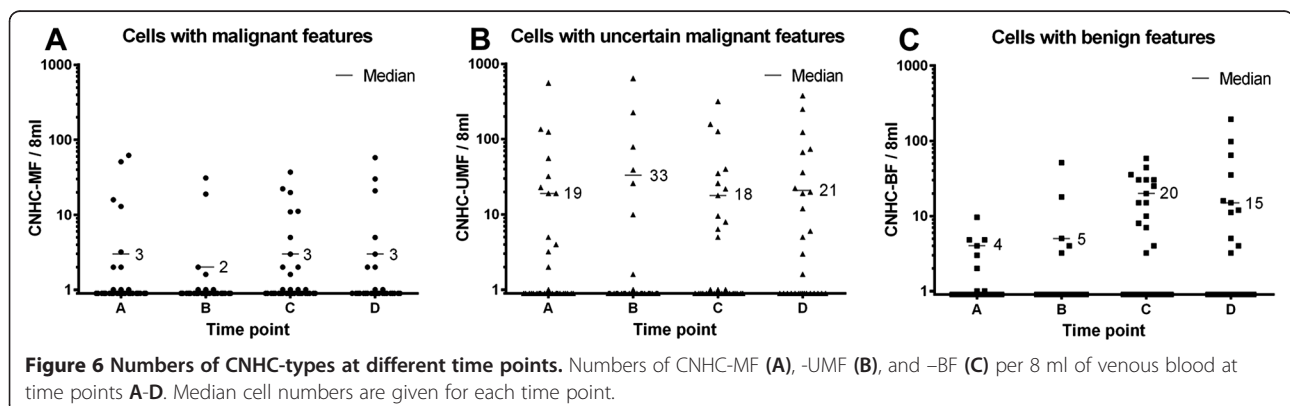 A
Cells with malignant features
Median
CNHC-MF / 8ml
1000
100
10
1
3
2
3
3
A B C D
Time point
B
Cells with uncertain malignant features
Median
CNHC-UMF / 8ml
1000
100
10
1
19
33
18
21
A B C D
Time point
C
Cells with benign features
Median
CNHC-BF / 8ml
1000
100
10
1
4
5
20
15
A B C D
Time point
Figure 6 Numbers of CNHC-types at different time points. Numbers of CNHC-MF (A), -UMF (B), and –BF (C) per 8 ml of venous blood at
time points A-D. Median cell numbers are given for each time point.